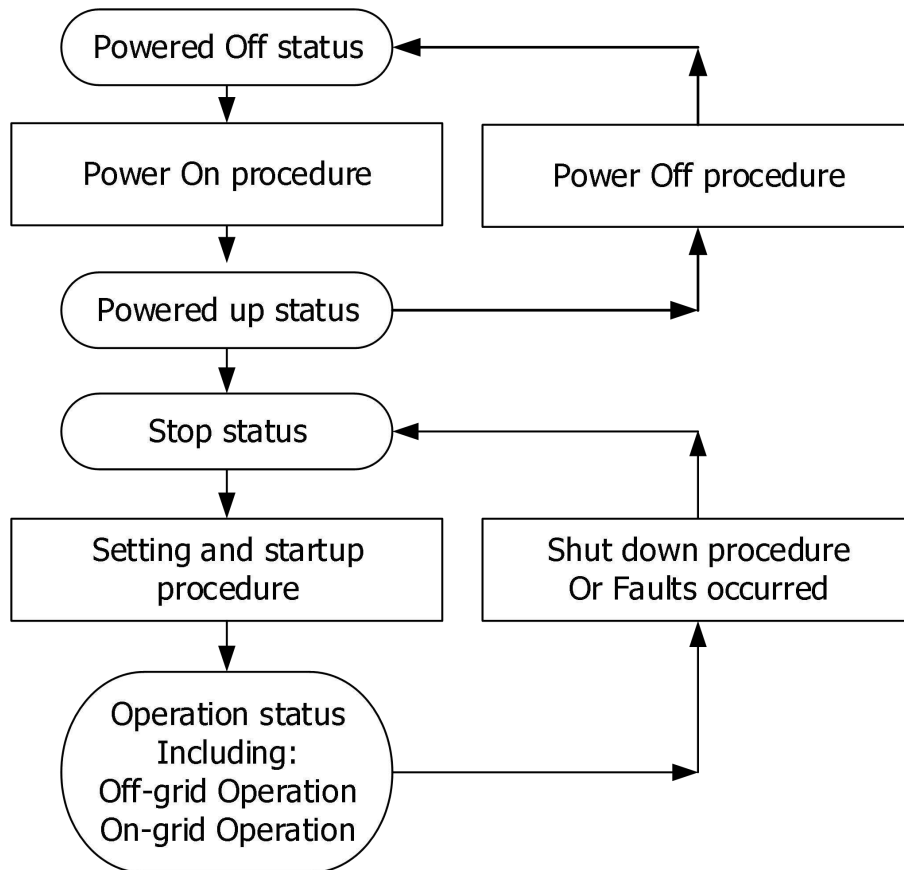 Powered Off status
Power On procedure
Power Off procedure
Powered up status
Stop status
Setting and startup
procedure
Shut down procedure
Or Faults occurred
Operation status
Including:
Off-grid Operation
On-grid Operation